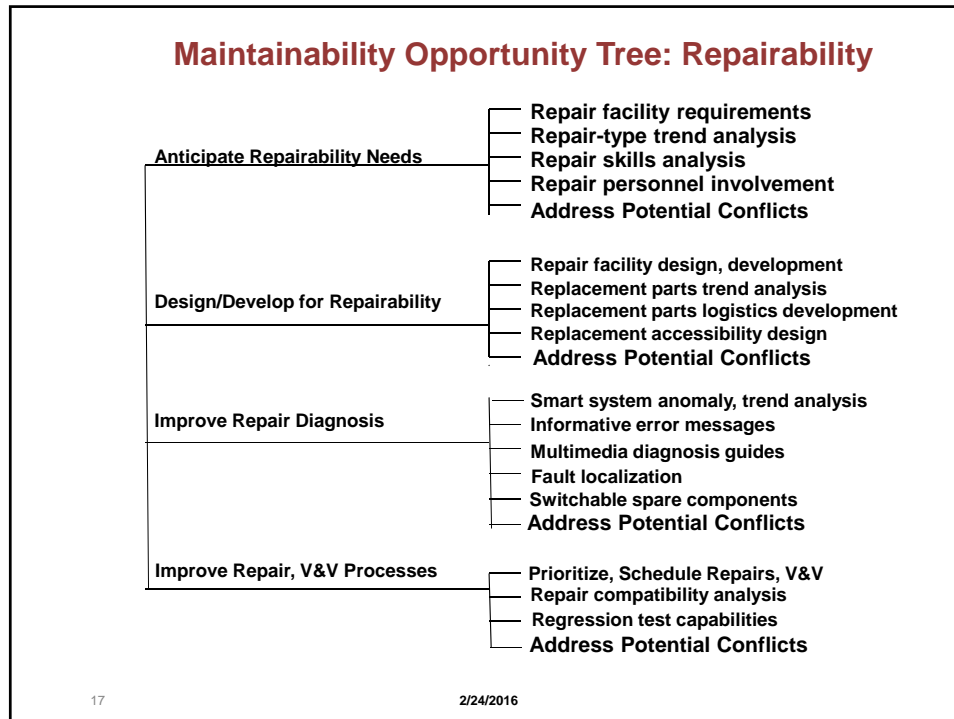 Maintainability Opportunity Tree: Repairability
Anticipate Repairability Needs
Repair facility requirements
Repair-type trend analysis
Repair skills analysis
Repair personnel involvement
Address Potential Conflicts
Design/Develop for Repairability
Repair facility design, development
Replacement parts trend analysis
Replacement parts logistics development
Replacement accessibility design
Address Potential Conflicts
Improve Repair Diagnosis
Smart system anomaly, trend analysis
Informative error messages
Multimedia diagnosis guides
Fault localization
Switchable spare components
Address Potential Conflicts
Improve Repair, V&V Processes
Prioritize, Schedule Repairs, V&V
Repair compatibility analysis
Regression test capabilities
Address Potential Conflicts
17
2/24/2016